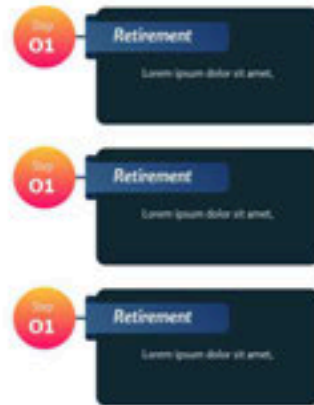 Step
01
Retirement
Lorem ipsum dolor sit amet,
Step
01
Retirement
Lorem ipsum dolor sit amet,
Step
01
Retirement
Lorem ipsum dolor sit amet,